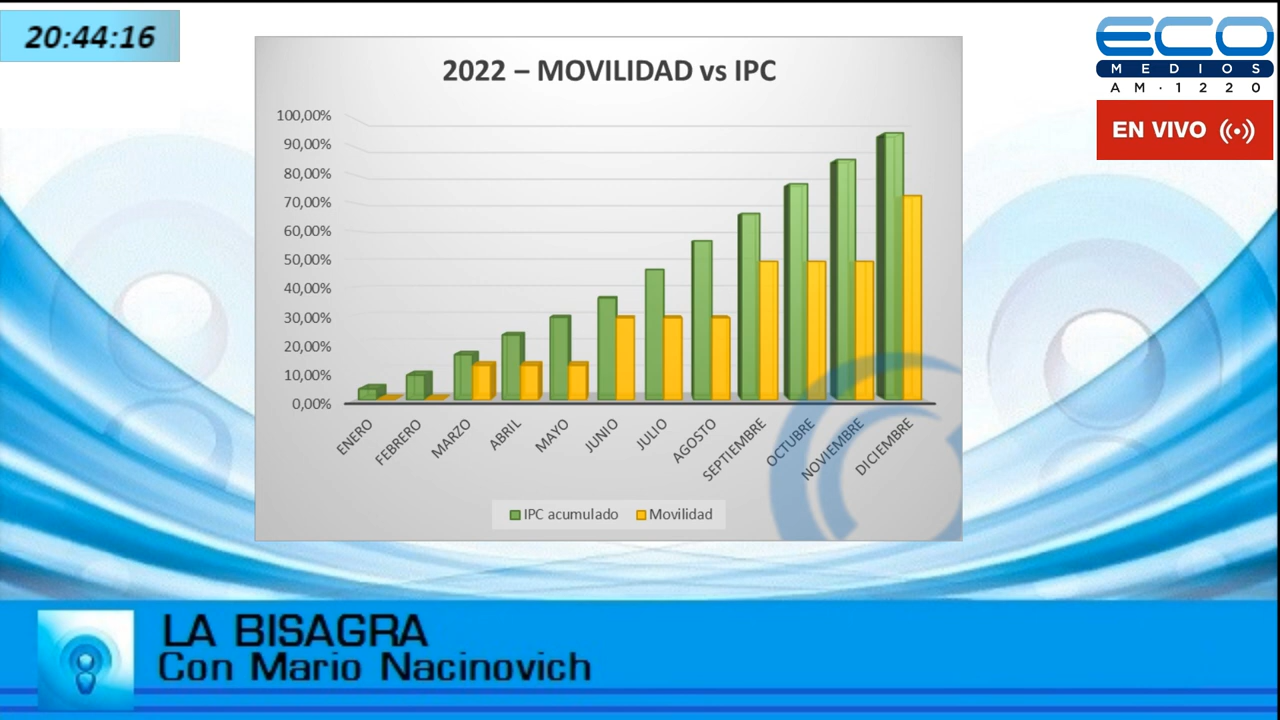 20:44:16
ECO
MEDIOS
AM·1220
EN VIVO
2022 – MOVILIDAD vs IPC
100,00%
90,00%
80,00%
70,00%
60,00%
50,00%
40,00%
30,00%
20,00%
10,00%
0,00%
ENERO
FEBRERO
MARZO
ABRIL
MAYO
JUNIO
JULIO
AGOSTO
SEPTIEMBRE
OCTUBRE
NOVIEMBRE
DICIEMBRE
IPC acumulado
Movilidad
LA BISAGRA
Con Mario Nacinovich